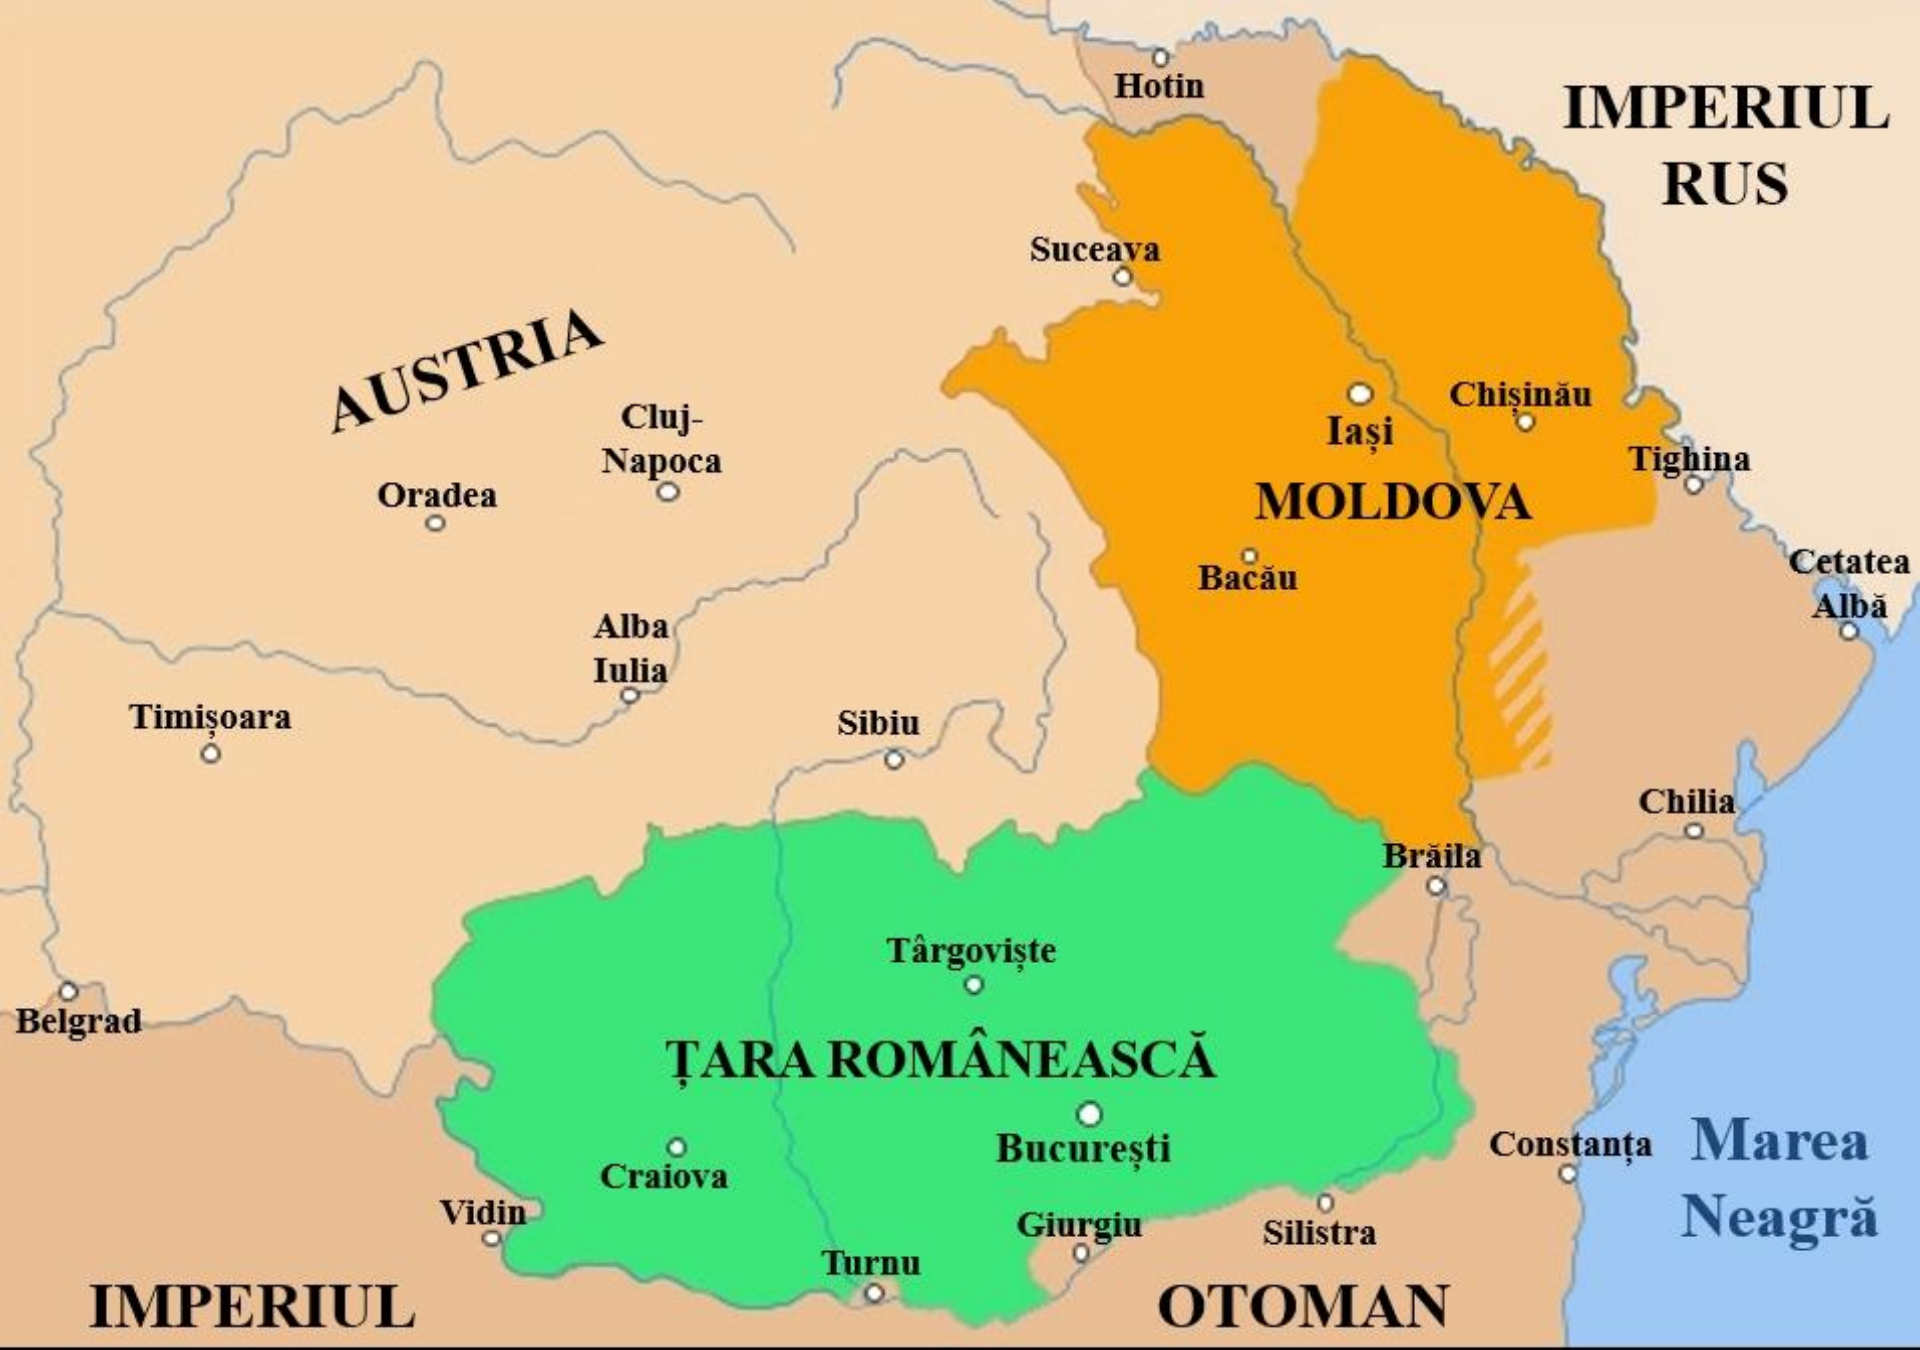 Hotin
IMPERIUL
RUS
Suceava
AUSTRIA
Cluj-
Napoca
Oradea
Iași
Chișinău
Tighina
MOLDOVA
Bacău
Cetatea
Albă
Alba
Iulia
Timișoara
Sibiu
Chilia
Brăila
Târgoviște
Belgrad
ȚARA ROMÂNEASCĂ
București
Craiova
Constanța
Marea
Neagră
Vidin
Giurgiu
Silistra
Turnu
IMPERIUL
OTOMAN